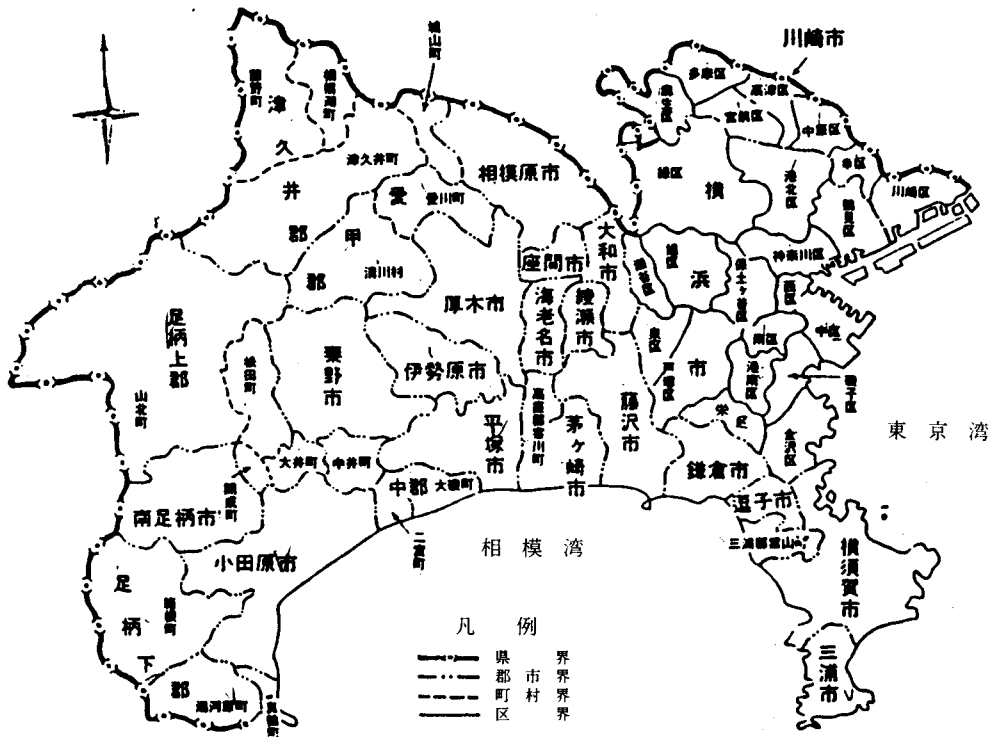 川崎市
城山町
多摩区
高津区
麻生区
宮前区
中原区
幸区
川崎区
藤野町
相模湖町
津久井郡
津久井町
相模原市
緑区
横浜市
港北区
鶴見区
愛甲郡
愛川町
清川村
大和市
座間市
瀬谷区
旭区
保土ヶ谷区
神奈川区
西区
中区
南区
港南区
磯子区
厚木市
海老名市
綾瀬市
泉区
戸塚区
栄区
金沢区
足柄上郡
山北町
松田町
秦野市
伊勢原市
平塚市
高座郡寒川町
茅ヶ崎市
藤沢市
鎌倉市
逗子市
東京湾
大井町
中井町
開成町
南足柄市
中郡
大磯町
二宮町
小田原市
相模湾
三浦郡葉山町
横須賀市
三浦市
足柄下郡
箱根町
湯河原町
真鶴町
凡例
県界
郡市界
町村界
区界